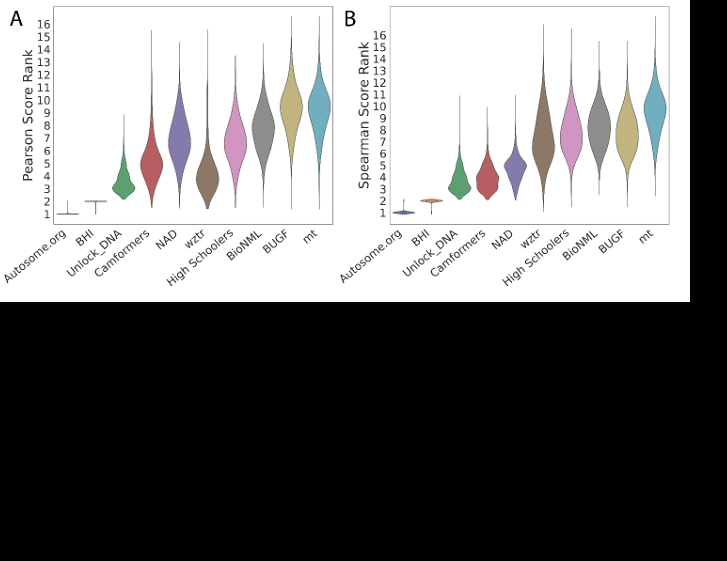 A
Pearson Score Rank
16
15
14
13
12
11
10
9
8
7
6
5
4
3
2
1
Autosome.org
BHI
Unlock_DNA
Camformers
NAD
wztr
High Schoolers
BioNML
BUGF
mt
B
Spearman Score Rank
16
15
14
13
12
11
10
9
8
7
6
5
4
3
2
1
Autosome.org
BHI
Unlock_DNA
Camformers
NAD
wztr
High Schoolers
BioNML
BUGF
mt